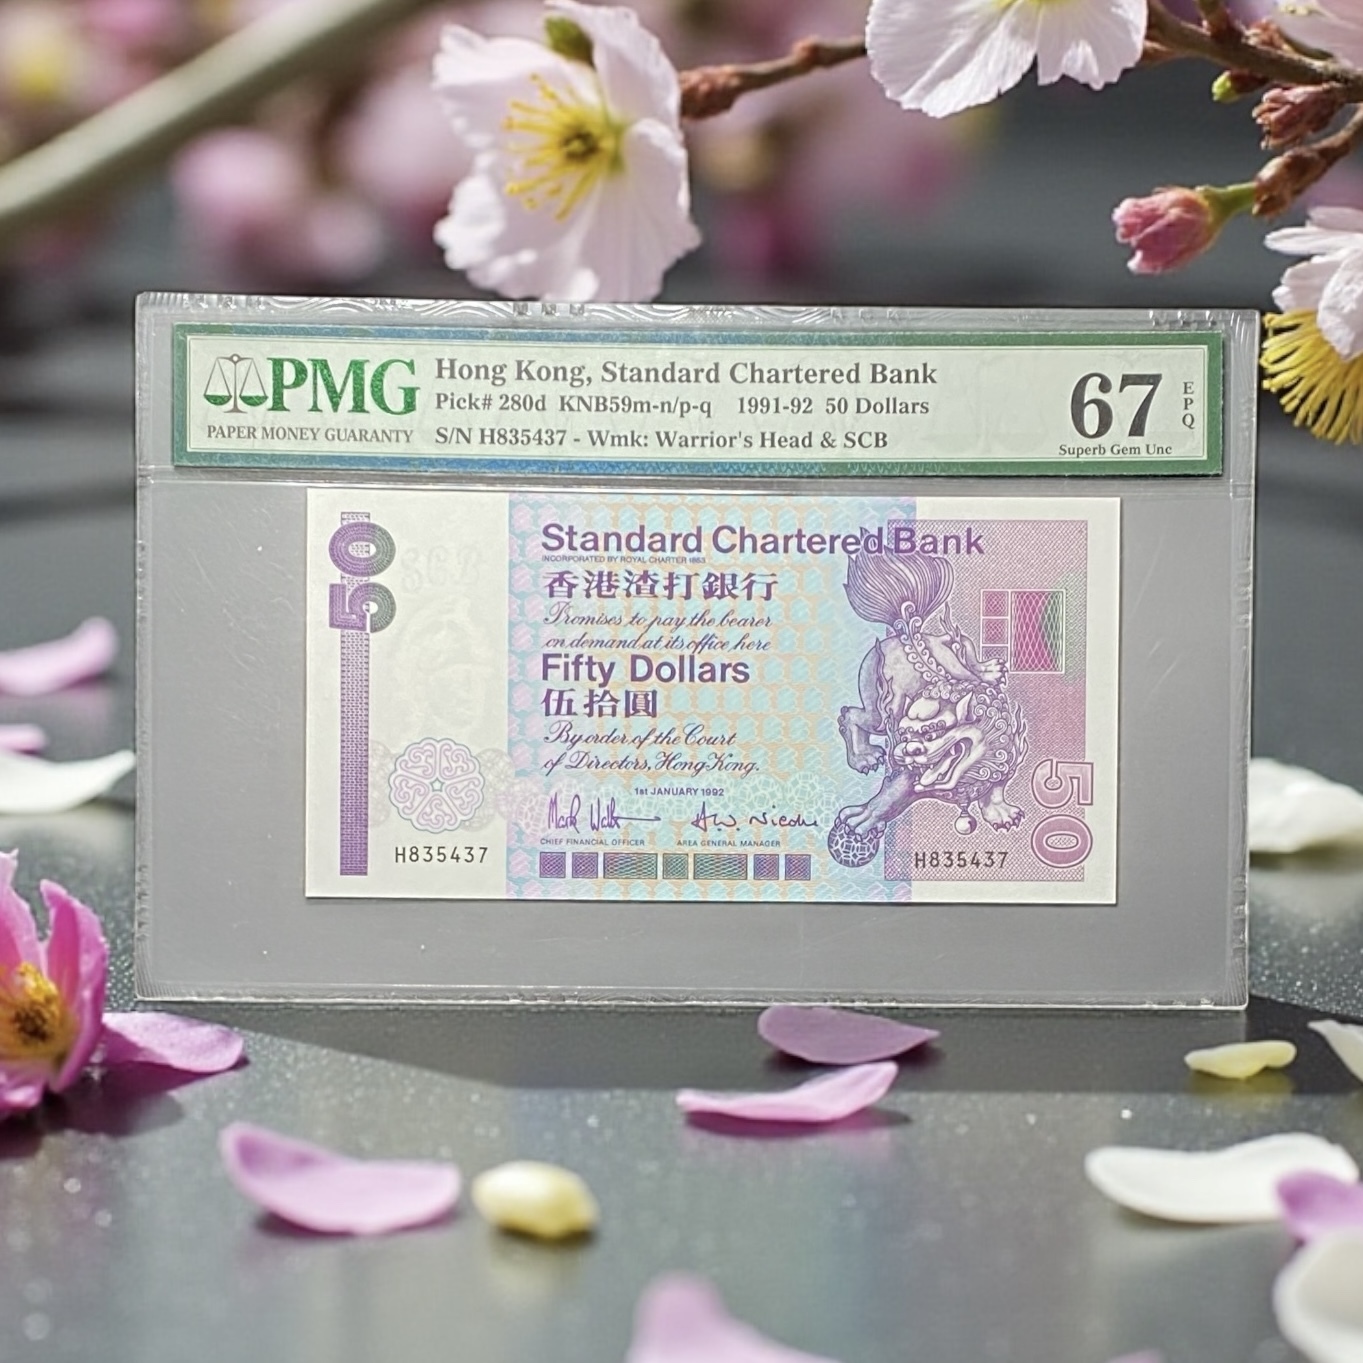 PMG
PAPER MONEY GUARANTY
Hong Kong, Standard Chartered Bank
Pick# 280d KNB59m-n/p-q 1991-92 50 Dollars
S/N H835437 - Wmk: Warrior's Head & SCB
67
EPQ
Superb Gem Unc
50
Standard Chartered Bank
INCORPORATED BY ROYAL CHARTER 1853
香港渣打銀行
Promises to pay the bearer
on demand at its office here
Fifty Dollars
伍拾圓
By order of the Court
of Directors, Hong Kong.
1st JANUARY 1992
CHIEF FINANCIAL OFFICER AREA GENERAL MANAGER
H835437
H835437
50